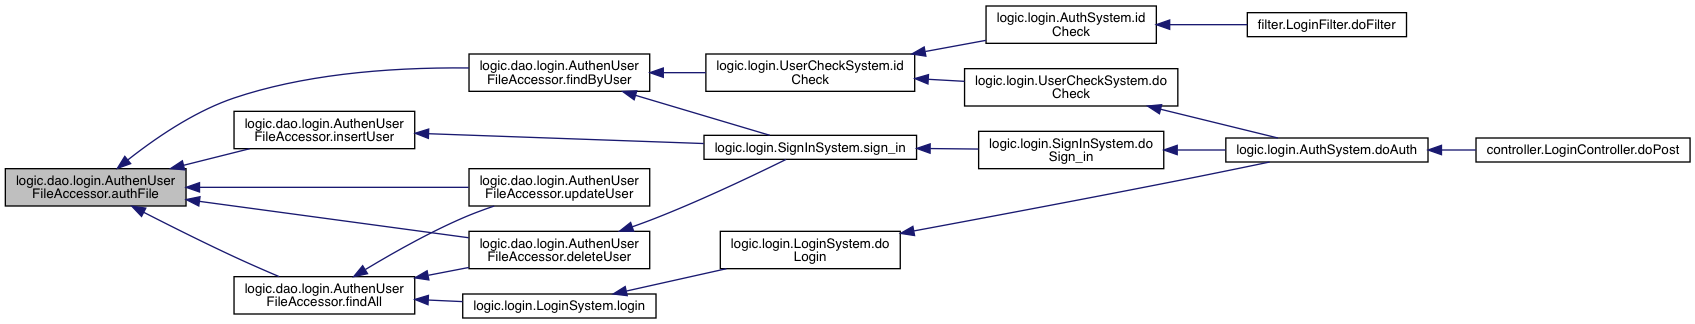 logic.dao.login.AuthenUser
FileAccessor.authFile
logic.dao.login.AuthenUser
FileAccessor.findByUser
logic.dao.login.AuthenUser
FileAccessor.insertUser
logic.dao.login.AuthenUser
FileAccessor.updateUser
logic.dao.login.AuthenUser
FileAccessor.deleteUser
logic.dao.login.AuthenUser
FileAccessor.findAll
logic.login.UserCheckSystem.id
Check
logic.login.SignInSystem.sign_in
logic.login.LoginSystem.do
Login
logic.login.LoginSystem.login
logic.login.AuthSystem.id
Check
logic.login.UserCheckSystem.do
Check
logic.login.SignInSystem.do
Sign_in
filter.LoginFilter.doFilter
logic.login.AuthSystem.doAuth
controller.LoginController.doPost